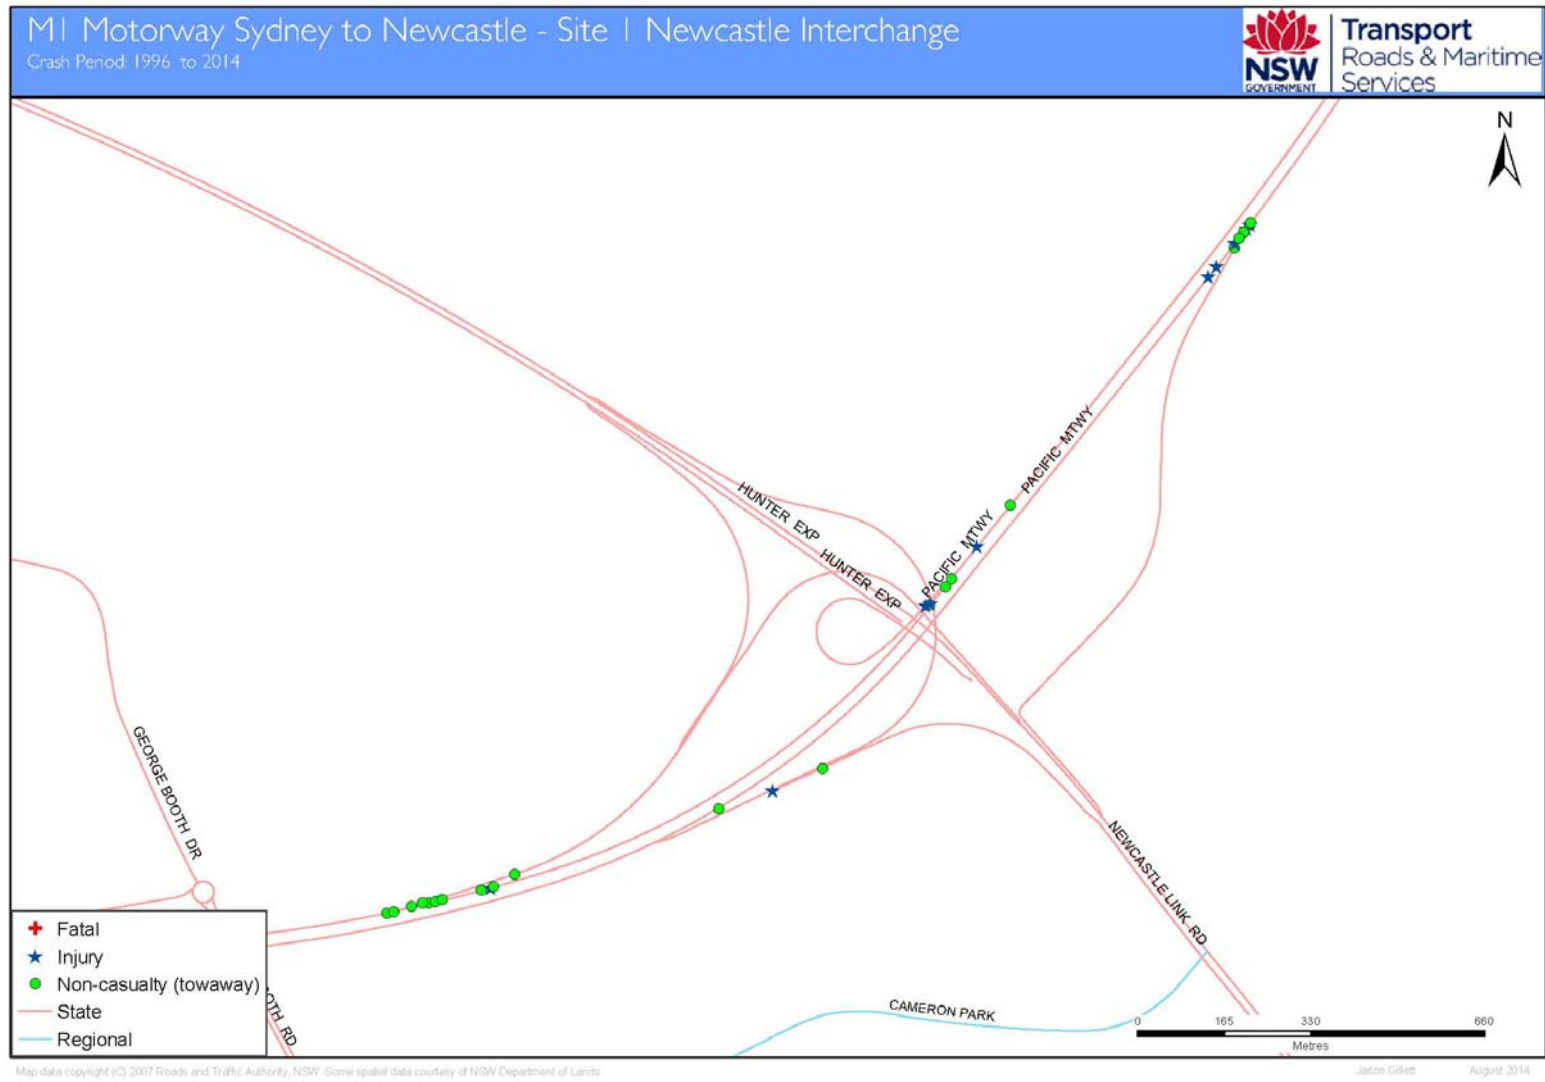 M1 Motorway Sydney to Newcastle - Site 1 Newcastle Interchange
Crash Period: 1996 to 2014
NSW
GOVERNMENT
Transport
Roads & Maritime
Services
N
PACIFIC MTWY
HUNTER EXP
PACIFIC MTWY
HUNTER EXP
GEORGE BOOTH DR
NEWCASTLE LINK RD
CAMERON PARK
OTH RD
Fatal
Injury
Non-casualty (towaway)
State
Regional
0 165 330 660
Metres
Map data copyright (C) 2007 Roads and Traffic Authority, NSW. Some spatial data courtesy of NSW Department of Lands.
Jason Gillett August 2014